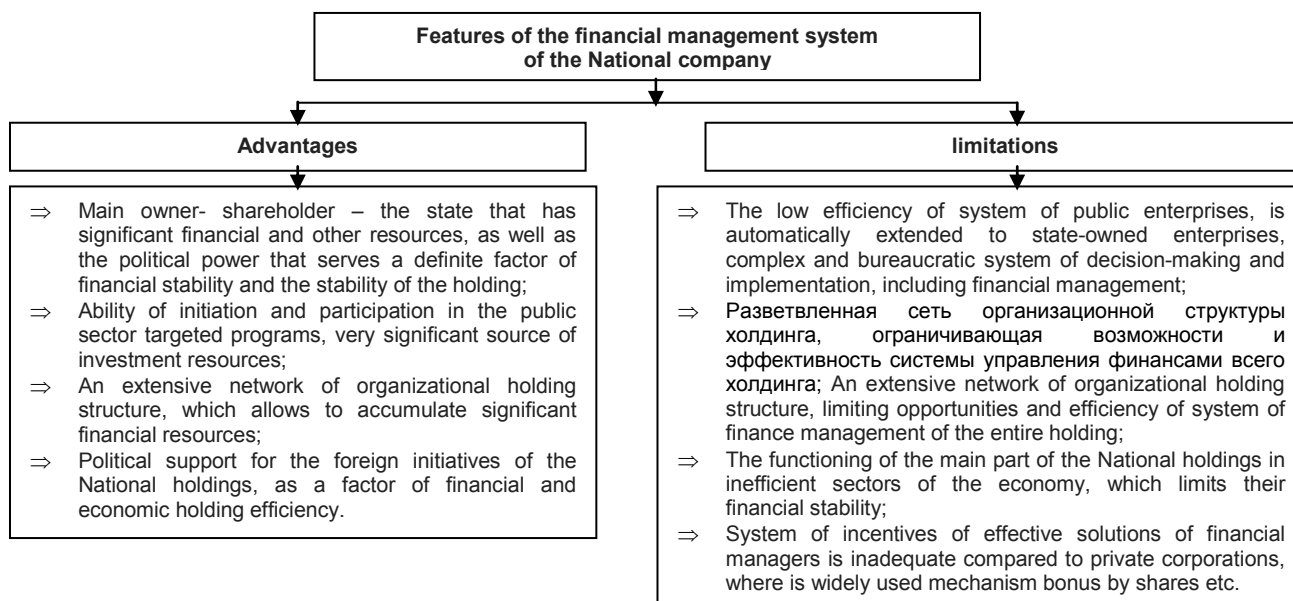 Features of the financial management system
of the National company
Advantages
⇒ Main owner- shareholder – the state that has
significant financial and other resources, as well as
the political power that serves a definite factor of
financial stability and the stability of the holding;
⇒ Ability of initiation and participation in the public
sector targeted programs, very significant source of
investment resources;
⇒ An extensive network of organizational holding
structure, which allows to accumulate significant
financial resources;
⇒ Political support for the foreign initiatives of the
National holdings, as a factor of financial and
economic holding efficiency.
limitations
⇒ The low efficiency of system of public enterprises, is
automatically extended to state-owned enterprises,
complex and bureaucratic system of decision-making and
implementation, including financial management;
⇒ Разветвленная сеть организационной структуры
холдинга, ограничивающая возможности и
эффективность системы управления финансами всего
холдинга; An extensive network of organizational holding
structure, limiting opportunities and efficiency of system of
finance management of the entire holding;
⇒ The functioning of the main part of the National holdings in
inefficient sectors of the economy, which limits their
financial stability;
⇒ System of incentives of effective solutions of financial
managers is inadequate compared to private corporations,
where is widely used mechanism bonus by shares etc.